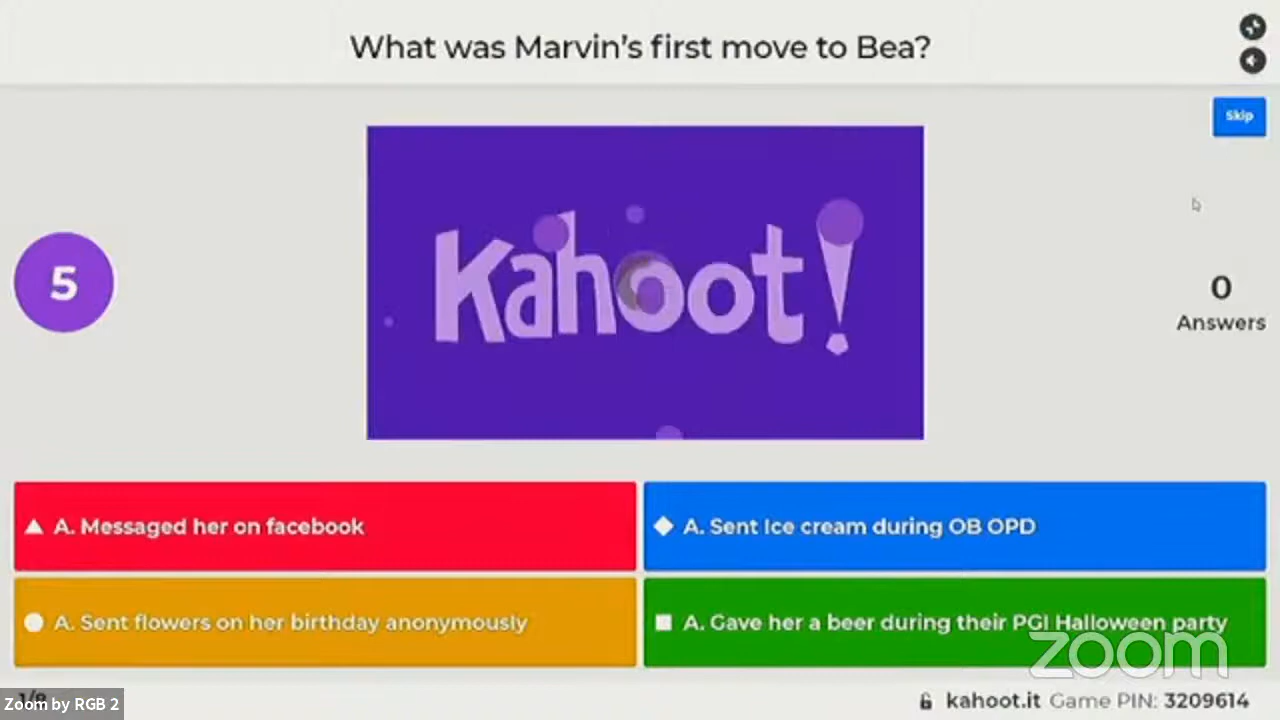 What was Marvin's first move to Bea?
Skip
Kahoot!
5
0
Answers
A. Messaged her on facebook
A. Sent Ice cream during OB OPD
A. Sent flowers on her birthday anonymously
A. Gave her a beer during their PGI Halloween party
zoom
1/8
Zoom by RGB 2
kahoot.it Game PIN: 3209614